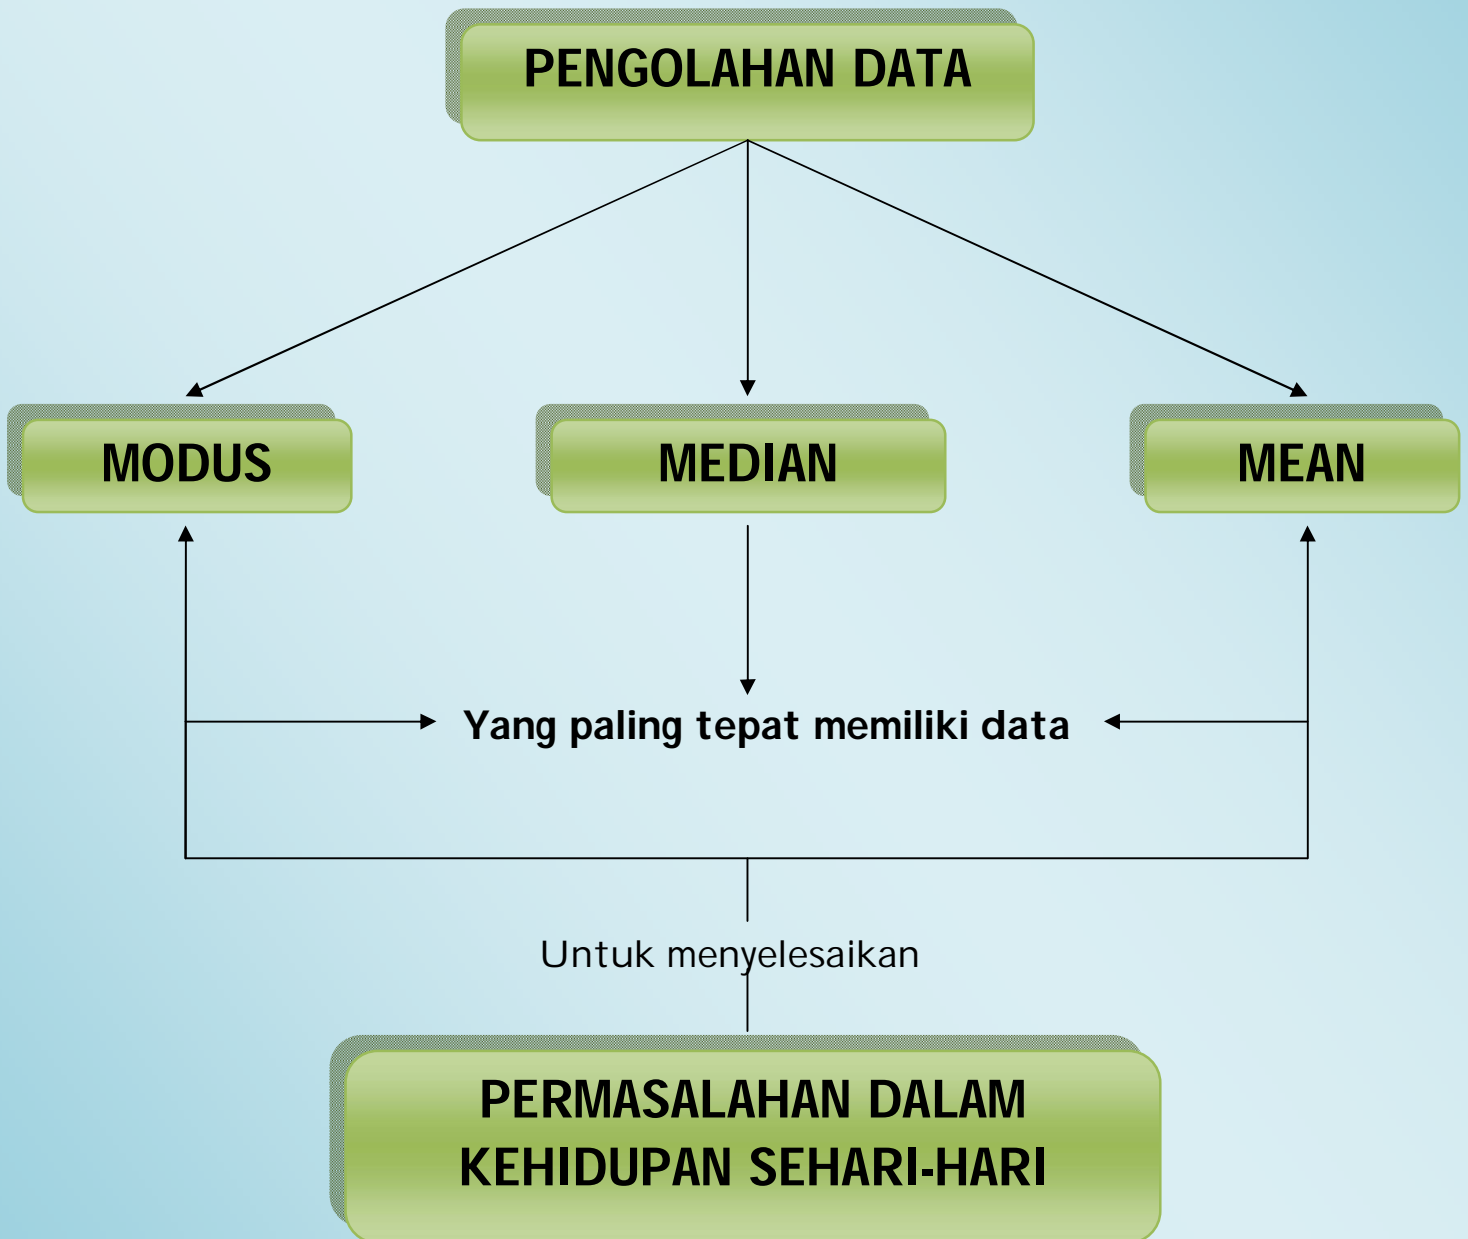 PENGOLAHAN DATA
MODUS
MEDIAN
MEAN
Yang paling tepat memiliki data
Untuk menyelesaikan
PERMASALAHAN DALAM
KEHIDUPAN SEHARI-HARI